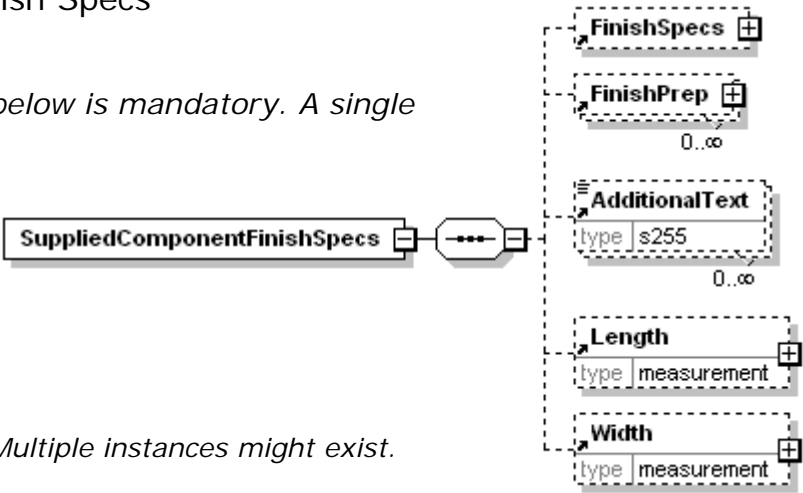 Specs
FinishSpecs
below is mandatory. A single
FinishPrep
0..∞
AdditionalText
type s255
0..∞
SuppliedComponentFinishSpecs
Length
type measurement
Multiple instances might exist.
Width
type measurement